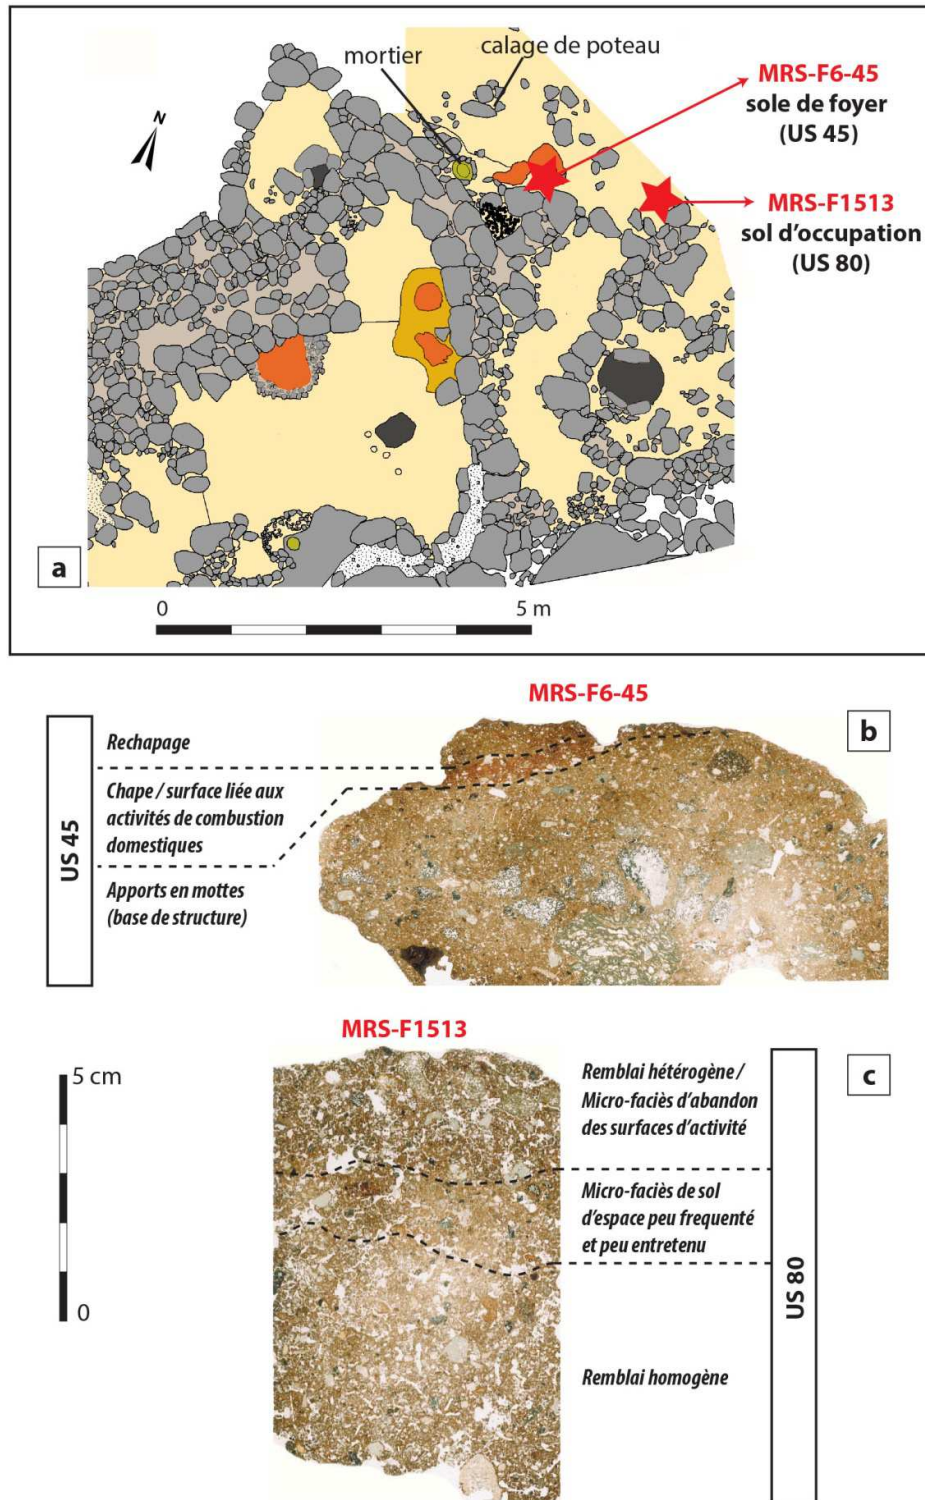 mortier
calage de poteau
MRS-F6-45
sole de foyer
(US 45)
MRS-F1513
sol d'occupation
(US 80)
N
a
0
5 m
MRS-F6-45
b
US 45
Rechapage
Chape / surface liée aux
activités de combustion
domestiques
Apports en mottes
(base de structure)
MRS-F1513
5 cm
0
c
Remblai hétérogène /
Micro-faciès d'abandon
des surfaces d'activité
Micro-faciès de sol
d'espace peu frequenté
et peu entretenu
US 80
Remblai homogène